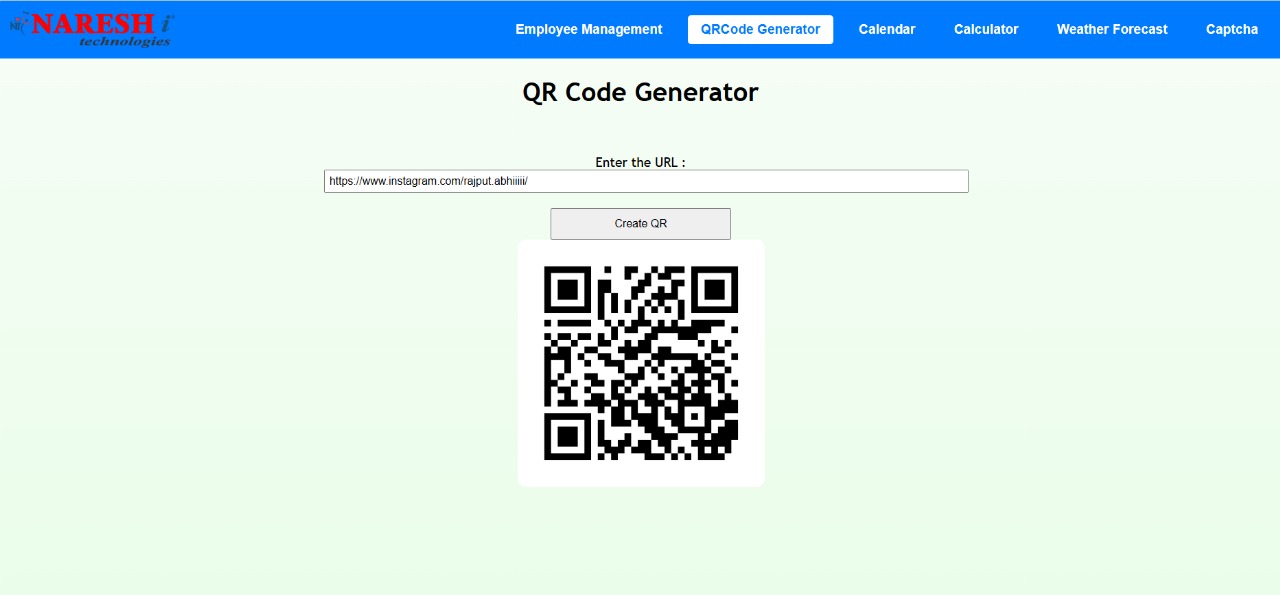 NARESH i
technologies
Employee Management
QRCode Generator
Calendar
Calculator
Weather Forecast
Captcha
QR Code Generator
Enter the URL :
https://www.instagram.com/rajput.abhiiiii/
Create QR